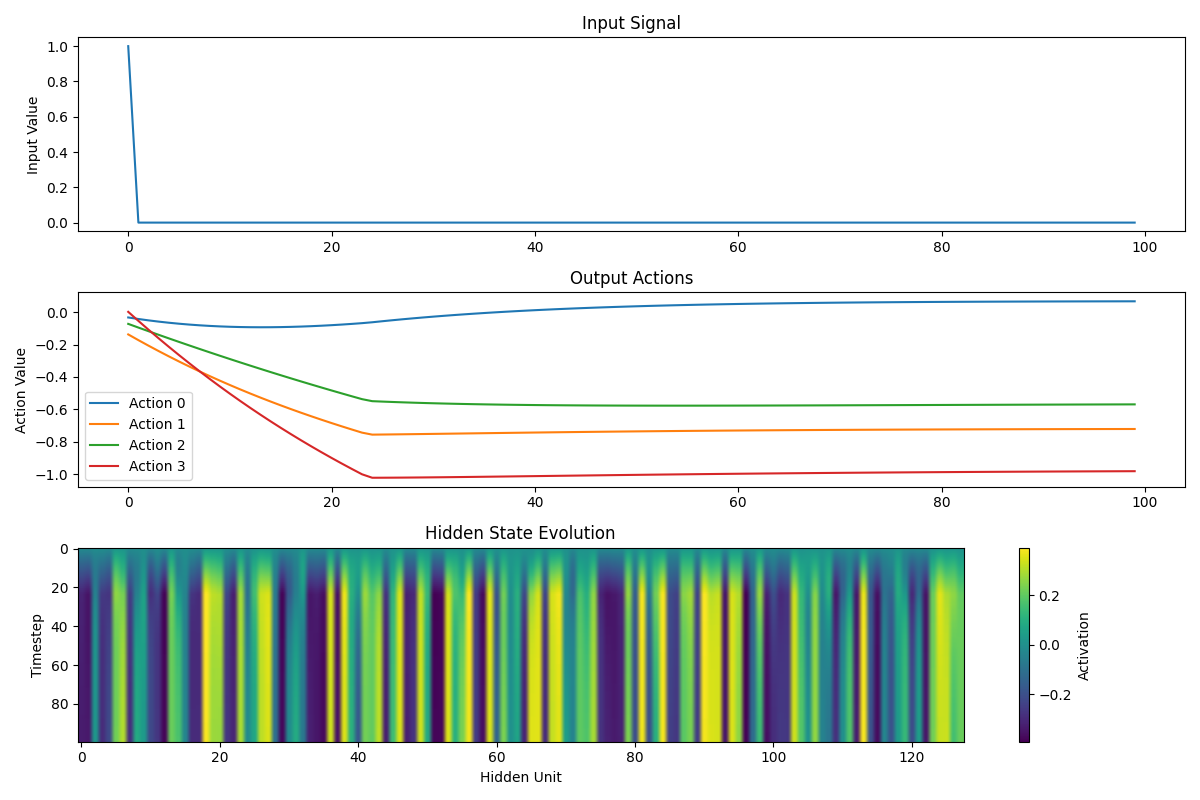 Input Signal
Input Value
1.0
0.8
0.6
0.4
0.2
0.0
0 20 40 60 80 100
Output Actions
Action Value
0.0
−0.2
−0.4
−0.6
−0.8
−1.0
Action 0
Action 1
Action 2
Action 3
0 20 40 60 80 100
Hidden State Evolution
Timestep
0
20
40
60
80
0 20 40 60 80 100 120
Hidden Unit
0.2
0.0
−0.2
Activation